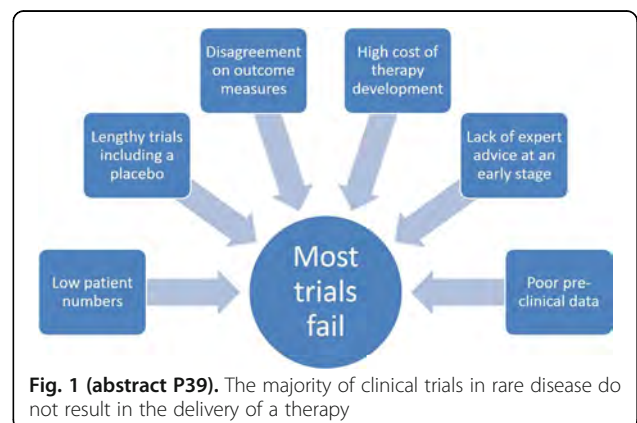 Disagreement
on outcome
measures
High cost of
therapy
development
Lengthy trials
including a
placebo
Lack of expert
advice at an
early stage
Low patient
numbers
Most
trials
fail
Poor pre-
clinical data
Fig. 1 (abstract P39). The majority of clinical trials in rare disease do
not result in the delivery of a therapy